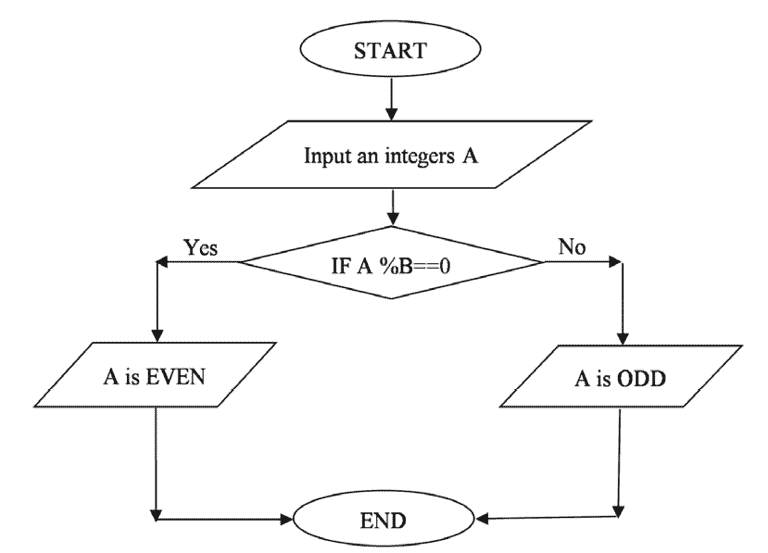 START
Input an integers A
Yes
No
IF A %B==0
A is EVEN
A is ODD
END